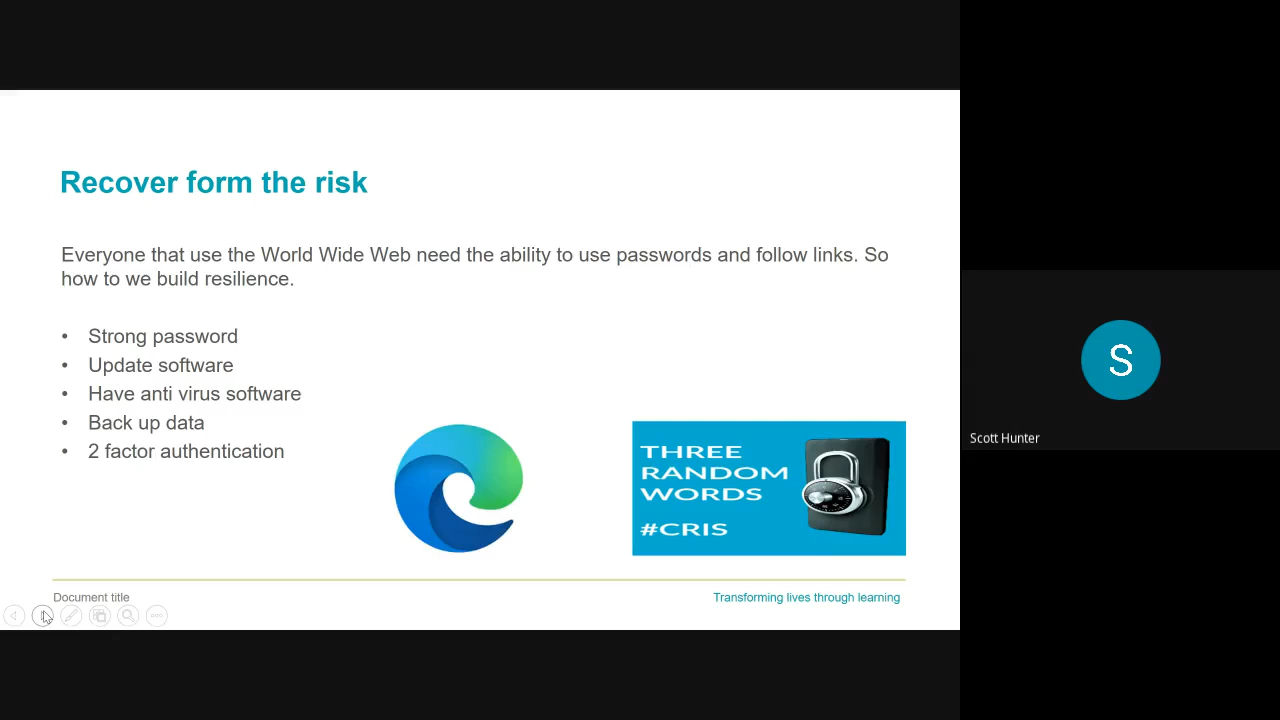 Recover form the risk
Everyone that use the World Wide Web need the ability to use passwords and follow links. So
how to we build resilience.
• Strong password
• Update software
• Have anti virus software
• Back up data
• 2 factor authentication
THREE
RANDOM
WORDS
#CRIS
Document title
Transforming lives through learning
S
Scott Hunter